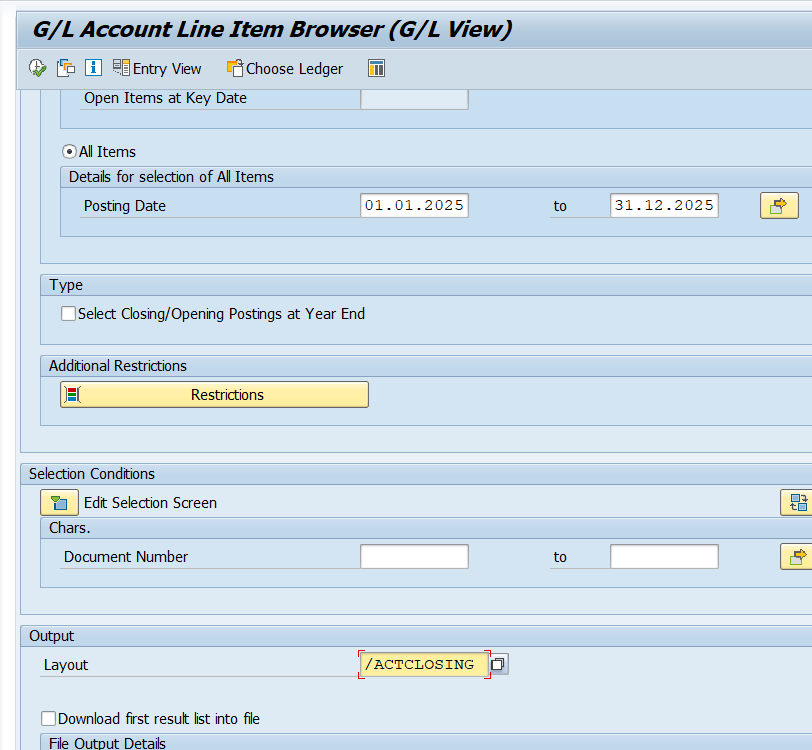 G/L Account Line Item Browser (G/L View)
Entry View Choose Ledger
Open Items at Key Date
All Items
Details for selection of All Items
Posting Date 01.01.2025 to 31.12.2025
Type
Select Closing/Opening Postings at Year End
Additional Restrictions
Restrictions
Selection Conditions
Edit Selection Screen
Chars.
Document Number to
Output
Layout /ACTCLOSING
Download first result list into file
File Output Details